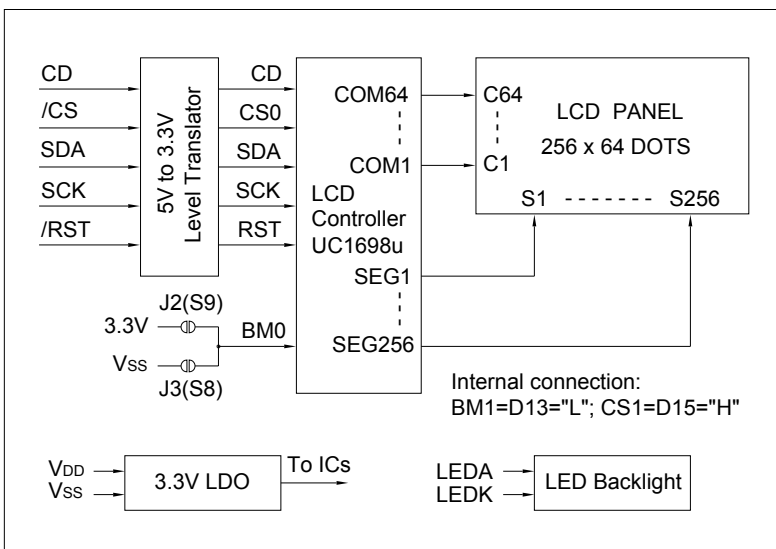 CD
/CS
SDA
SCK
/RST
5V to 3.3V
Level Translator
CD
CS0
SDA
SCK
RST
J2(S9)
3.3V
VSS
J3(S8)
BM0
COM64
COM1
LCD
Controller
UC1698u
SEG1
SEG256
C64
C1
LCD PANEL
256 x 64 DOTS
S1
S256
Internal connection:
BM1=D13="L"; CS1=D15="H"
VDD
VSS
3.3V LDO
To ICs
LEDA
LEDK
LED Backlight